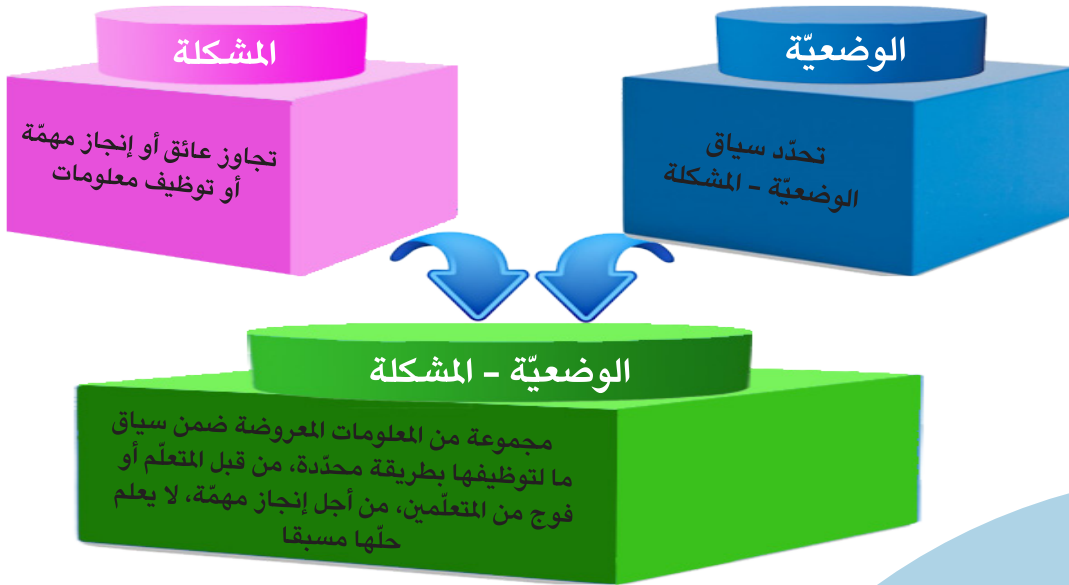 الوضعيّة
تحدّد سياق
الوضعيّة – المشكلة
المشكلة
تجاوز عائق أو إنجاز مهمّة
أو توظيف معلومات
الوضعيّة – المشكلة
مجموعة من المعلومات المعروضة ضمن سياق
ما لتوظيفها بطريقة محدّدة، من قبل المتعلّم أو
فوج من المتعلّمين، من أجل إنجاز مهمّة، لا يعلم
حلّها مسبقا